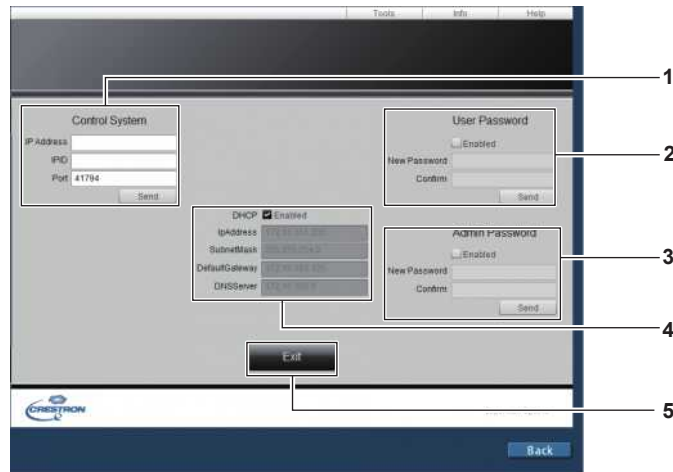 Tools Info Help
1
Control System
IP Address
IPID
Port 41794
Send
User Password
Enabled
New Password
Confirm
Send
2
DHCP Enabled
IpAddress
SubnetMask
DefaultGateway
DNSServer
Admin Password
Enabled
New Password
Confirm
Send
3
4
Exit
5
CRESTRON
Back